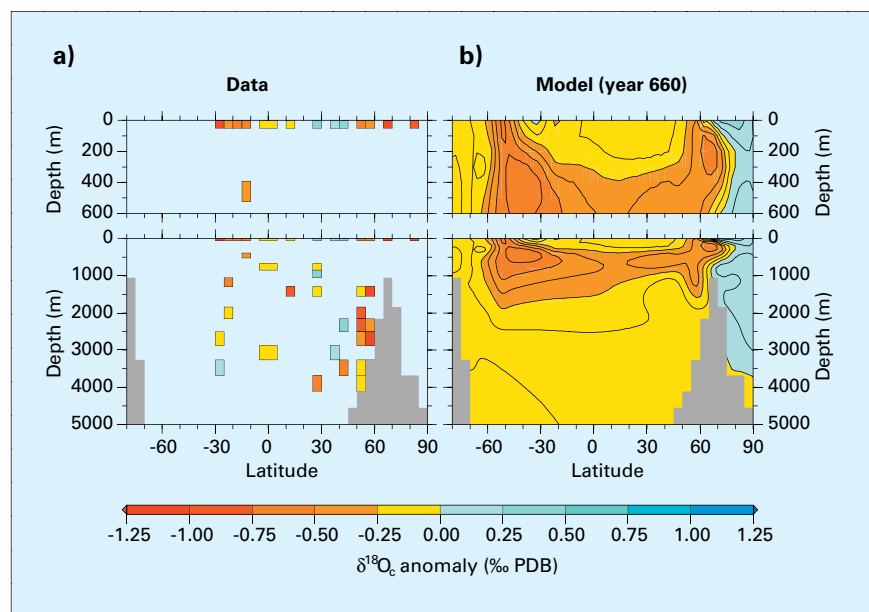 a)
Data
b)
Model (year 660)
0
200
400
600
Depth (m)
0
200
400
600
Depth (m)
0
1000
2000
3000
4000
5000
Depth (m)
0
1000
2000
3000
4000
5000
Depth (m)
-60 -30 0 30 60 90
Latitude
-60 -30 0 30 60 90
Latitude
-1.25 -1.00 -0.75 -0.50 -0.25 0.00 0.25 0.50 0.75 1.00 1.25
δ¹⁸Oc anomaly (‰ PDB)